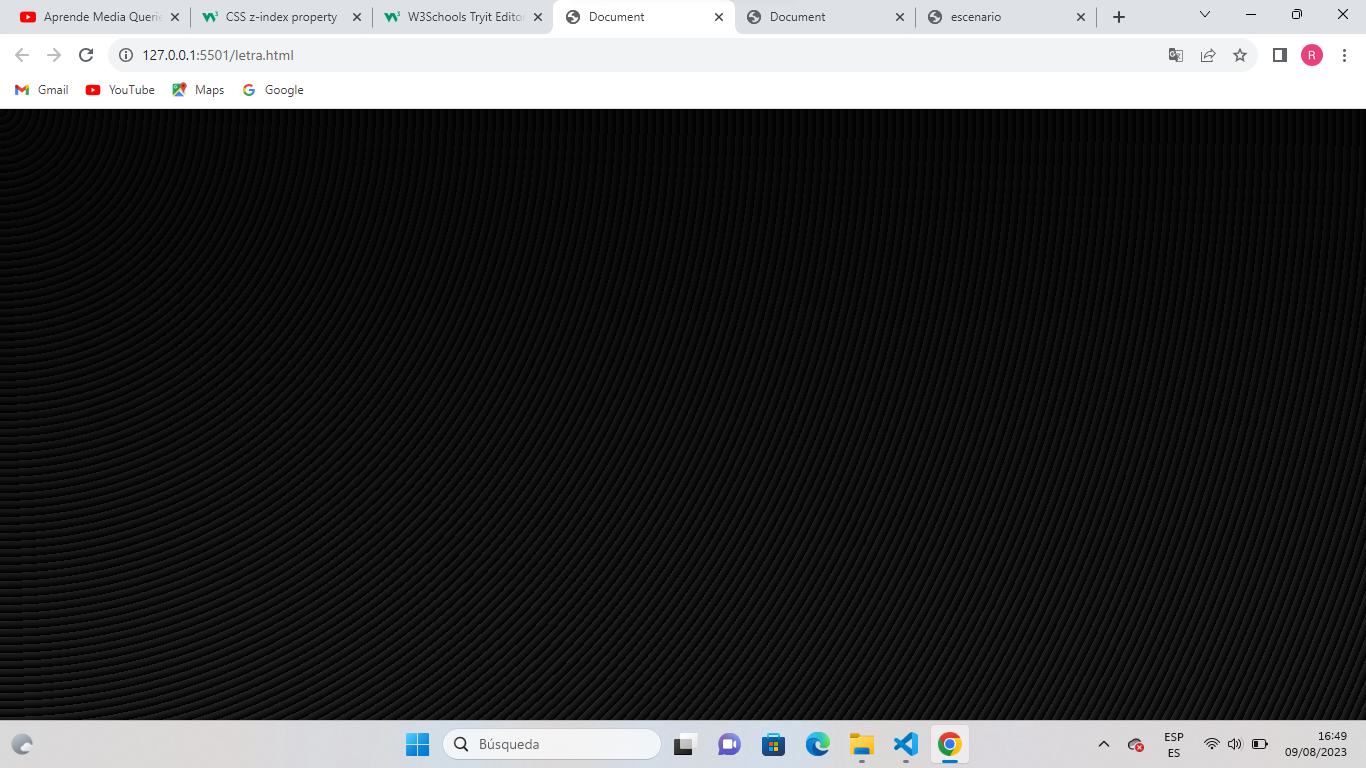 Aprende Media Querie
CSS z-index property
W3Schools Tryit Editor
Document
Document
escenario
127.0.0.1:5501/letra.html
R
Gmail
YouTube
Maps
Google
Búsqueda
ESP
ES
16:49
09/08/2023